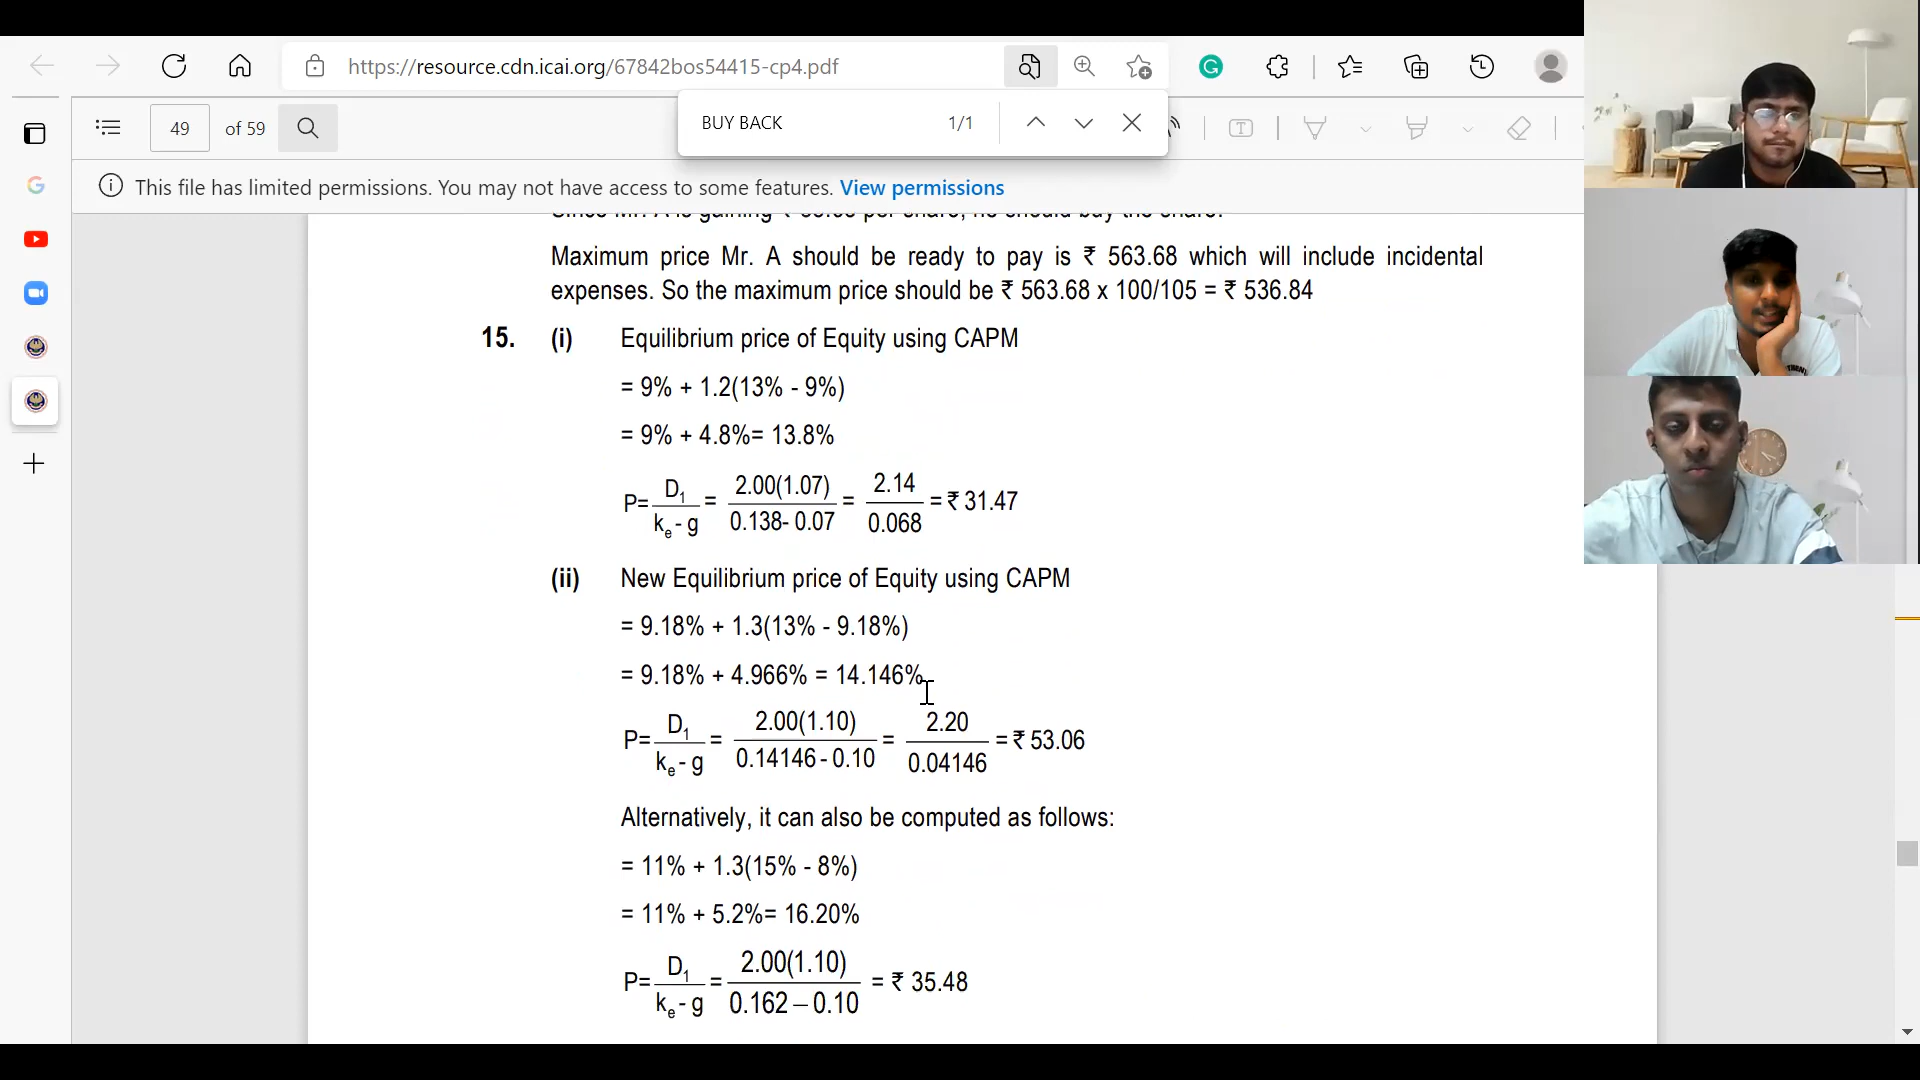 https://resource.cdn.icai.org/67842bos54415-cp4.pdf
49 of 59
BUY BACK 1/1
This file has limited permissions. You may not have access to some features. View permissions
Maximum price Mr. A should be ready to pay is ₹ 563.68 which will include incidental
expenses. So the maximum price should be ₹ 563.68 x 100/105 = ₹ 536.84
15. (i) Equilibrium price of Equity using CAPM
= 9% + 1.2(13% - 9%)
= 9% + 4.8%= 13.8%
P= D₁ / kₑ - g = 2.00(1.07) / 0.138- 0.07 = 2.14 / 0.068 = ₹ 31.47
(ii) New Equilibrium price of Equity using CAPM
= 9.18% + 1.3(13% - 9.18%)
= 9.18% + 4.966% = 14.146%
P= D₁ / kₑ - g = 2.00(1.10) / 0.14146 - 0.10 = 2.20 / 0.04146 = ₹ 53.06
Alternatively, it can also be computed as follows:
= 11% + 1.3(15% - 8%)
= 11% + 5.2%= 16.20%
P= D₁ / kₑ - g = 2.00(1.10) / 0.162 – 0.10 = ₹ 35.48